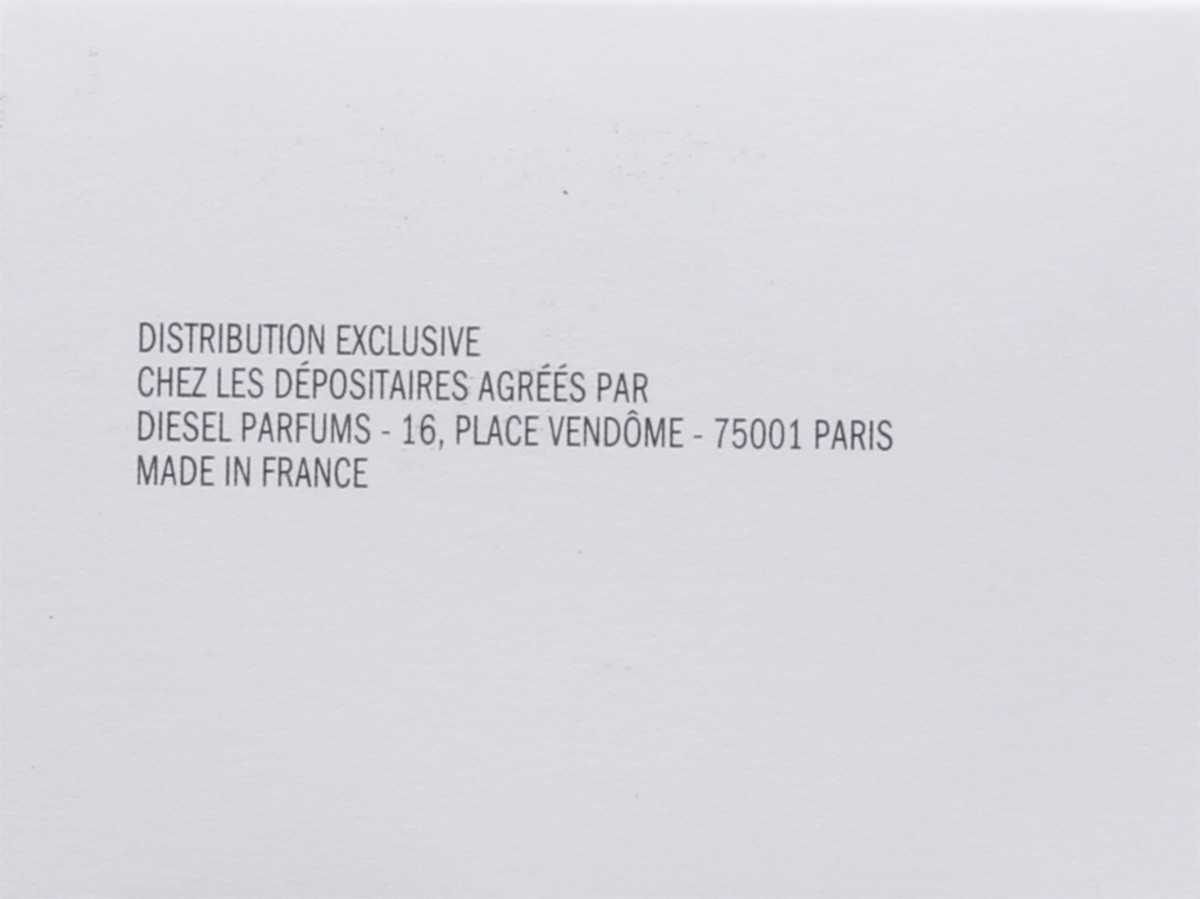 DISTRIBUTION EXCLUSIVE
CHEZ LES DÉPOSITAIRES AGRÉÉS PAR
DIESEL PARFUMS - 16, PLACE VENDÔME - 75001 PARIS
MADE IN FRANCE